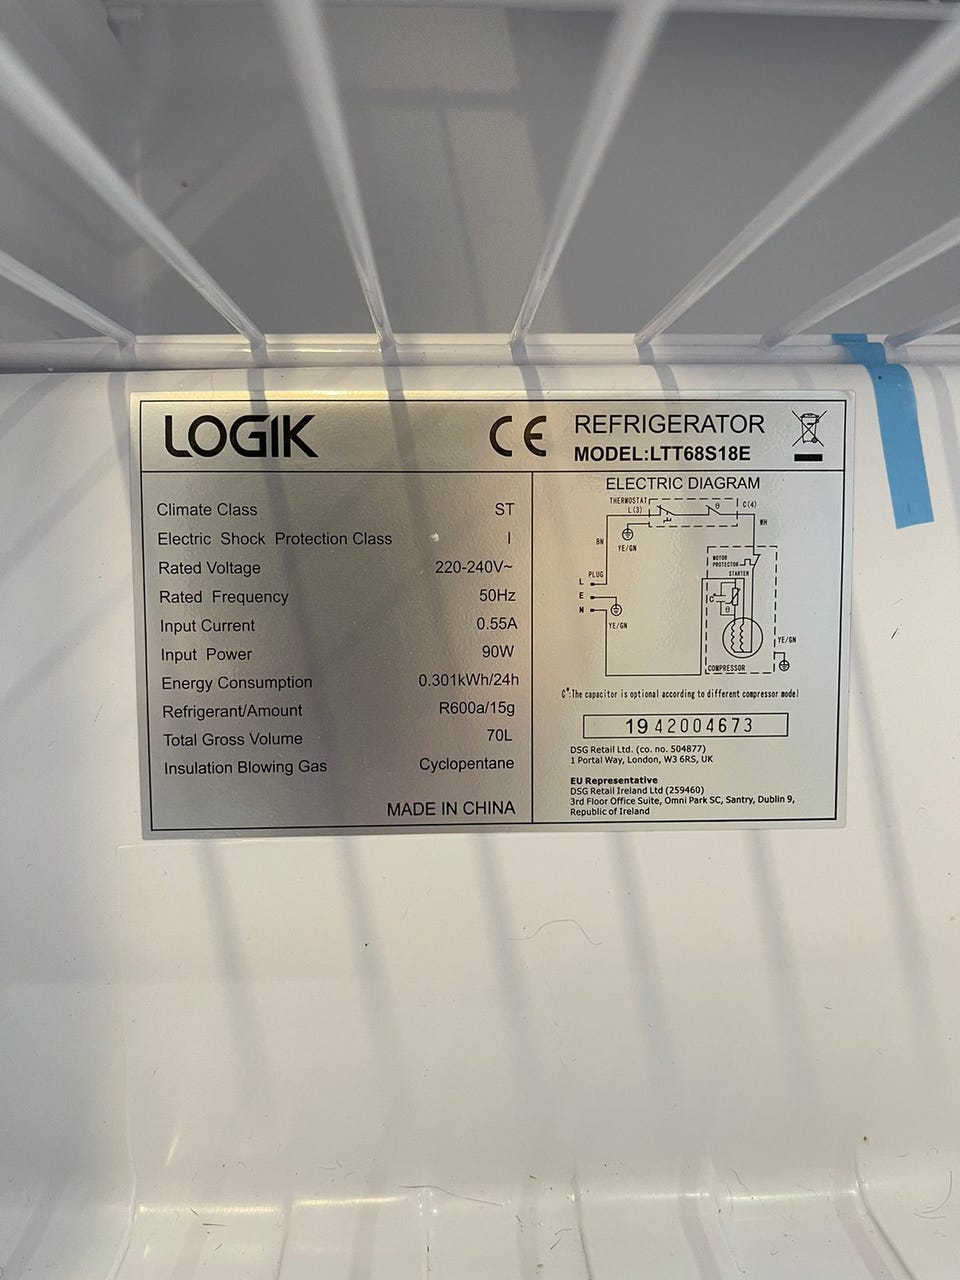 LOGIK
CE
REFRIGERATOR
MODEL:LTT68S18E
Climate Class ST
Electric Shock Protection Class I
Rated Voltage 220-240V~
Rated Frequency 50Hz
Input Current 0.55A
Input Power 90W
Energy Consumption 0.301kWh/24h
Refrigerant/Amount R600a/15g
Total Gross Volume 70L
Insulation Blowing Gas Cyclopentane
MADE IN CHINA
ELECTRIC DIAGRAM
THERMOSTAT
L(3)
θ
C(4)
WH
BN
YE/GN
MOTOR
PROTECTOR
STARTER
PLUG
L
E
N
YE/GN
C*
θ
YE/GN
COMPRESSOR
C*:The capacitor is optional according to different compressor model
1942004673
DSG Retail Ltd. (co. no. 504877)
1 Portal Way, London, W3 6RS, UK
EU Representative
DSG Retail Ireland Ltd (259460)
3rd Floor Office Suite, Omni Park SC, Santry, Dublin 9,
Republic of Ireland